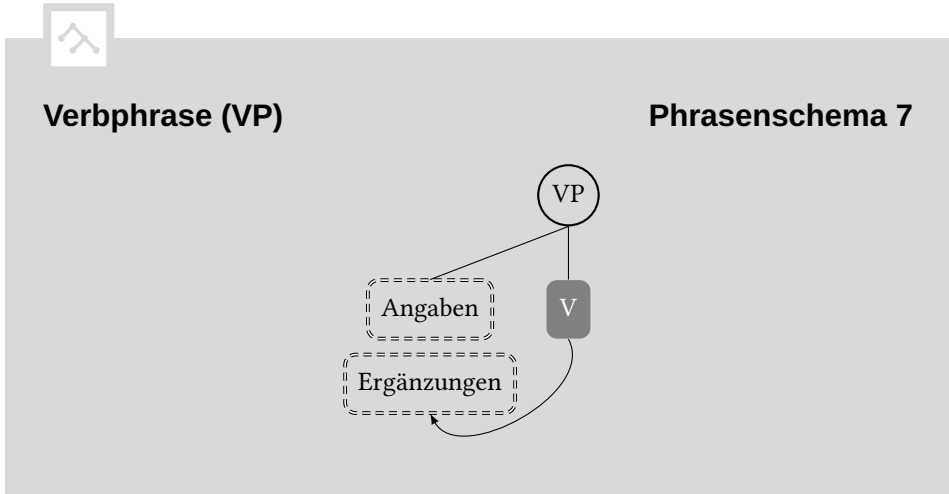 Verbphrase (VP)
Phrasenschema 7
VP
Angaben
V
Ergänzungen